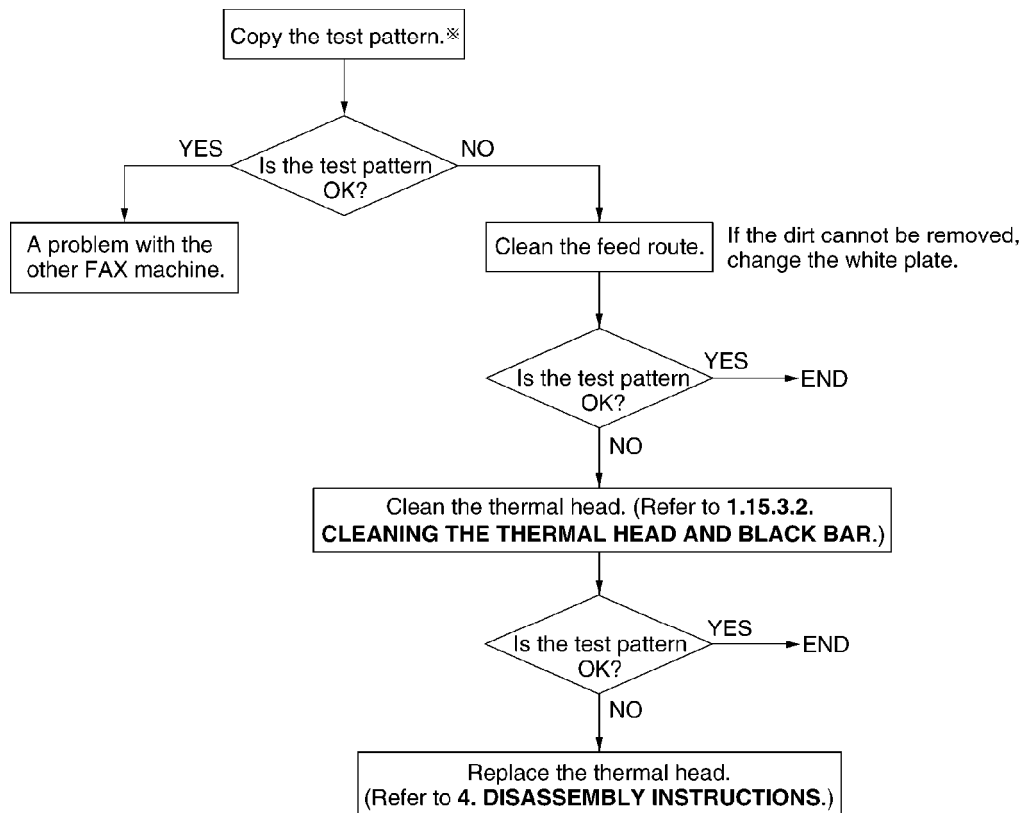 Copy the test pattern.※
YES
NO
Is the test pattern
OK?
A problem with the
other FAX machine.
Clean the feed route.
If the dirt cannot be removed,
change the white plate.
Is the test pattern
OK?
YES
END
NO
Clean the thermal head. (Refer to 1.15.3.2.
CLEANING THE THERMAL HEAD AND BLACK BAR.)
Is the test pattern
OK?
YES
END
NO
Replace the thermal head.
(Refer to 4. DISASSEMBLY INSTRUCTIONS.)